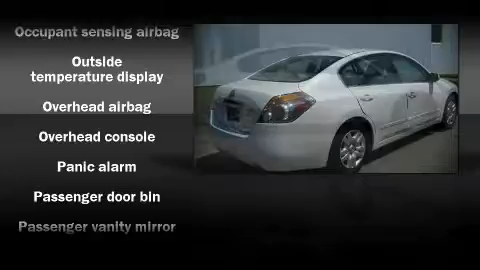 Occupant sensing airbag
Outside
temperature display
Overhead airbag
Overhead console
Panic alarm
Passenger door bin
Passenger vanity mirror